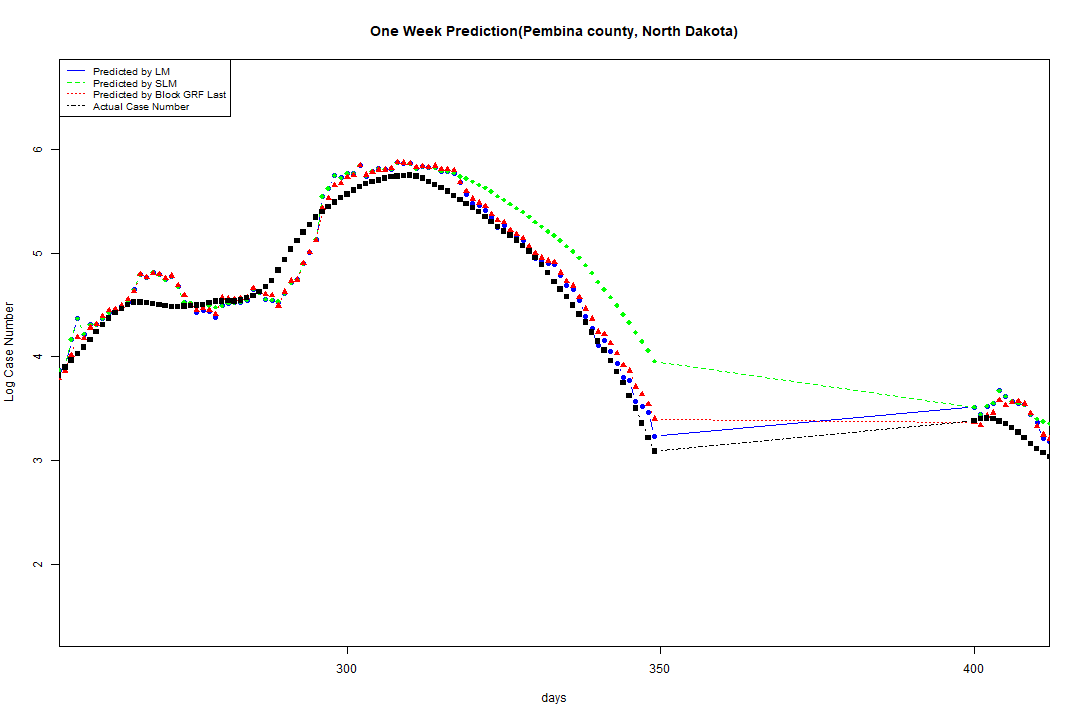 One Week Prediction(Pembina county, North Dakota)
Predicted by LM
Predicted by SLM
Predicted by Block GRF Last
Actual Case Number
6
5
4
3
2
Log Case Number
300 350 400
days